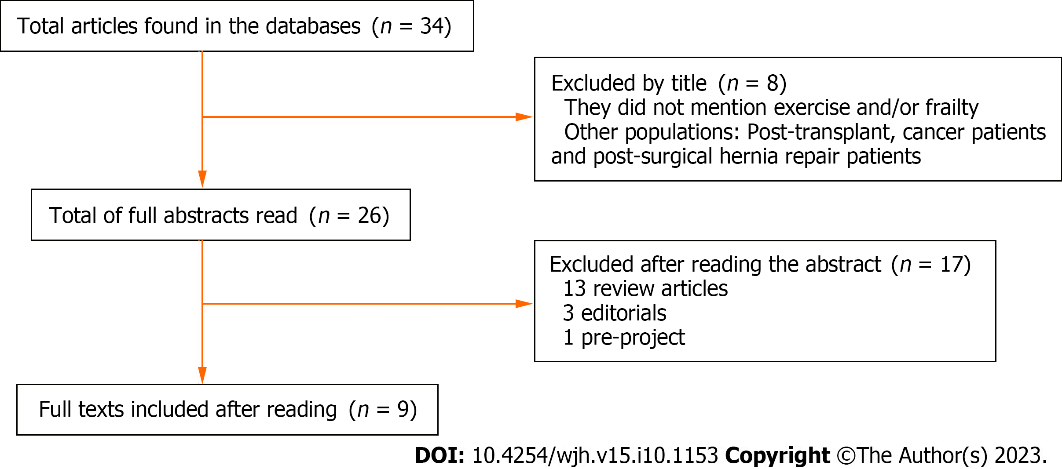 Total articles found in the databases (n = 34)
Excluded by title (n = 8)
They did not mention exercise and/or frailty
Other populations: Post-transplant, cancer patients
and post-surgical hernia repair patients
Total of full abstracts read (n = 26)
Excluded after reading the abstract (n = 17)
13 review articles
3 editorials
1 pre-project
Full texts included after reading (n = 9)
DOI: 10.4254/wjh.v15.i10.1153 Copyright ©The Author(s) 2023.